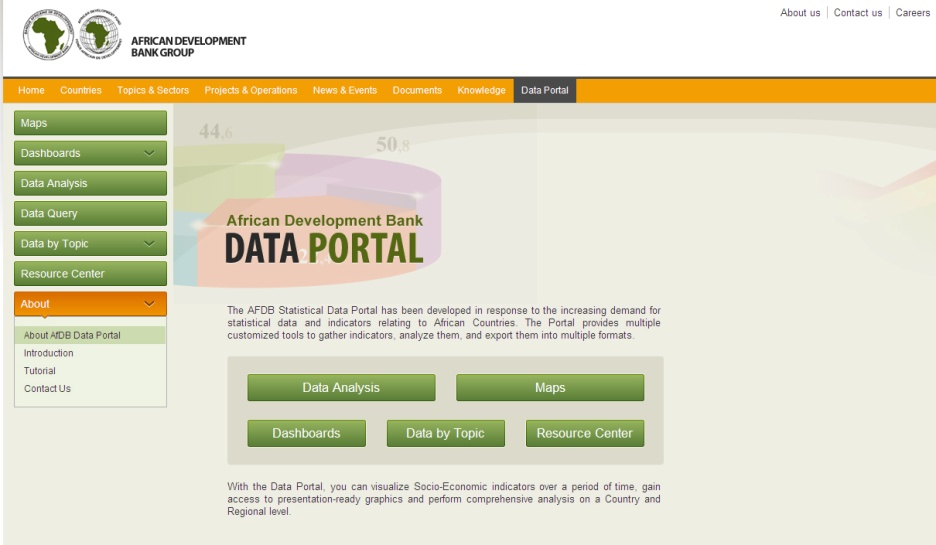 About us
Contact us
Careers
AFRICAN DEVELOPMENT
BANK GROUP
Home
Countries
Topics & Sectors
Projects & Operations
News & Events
Documents
Knowledge
Data Portal
Maps
Dashboards
Data Analysis
Data Query
Data by Topic
Resource Center
About
About AfDB Data Portal
Introduction
Tutorial
Contact Us
44.6
50.8
African Development Bank
DATA PORTAL
The AFDB Statistical Data Portal has been developed in response to the increasing demand for
statistical data and indicators relating to African Countries. The Portal provides multiple
customized tools to gather indicators, analyze them, and export them into multiple formats.
Data Analysis
Maps
Dashboards
Data by Topic
Resource Center
With the Data Portal, you can visualize Socio-Economic indicators over a period of time, gain
access to presentation-ready graphics and perform comprehensive analysis on a Country and
Regional level.